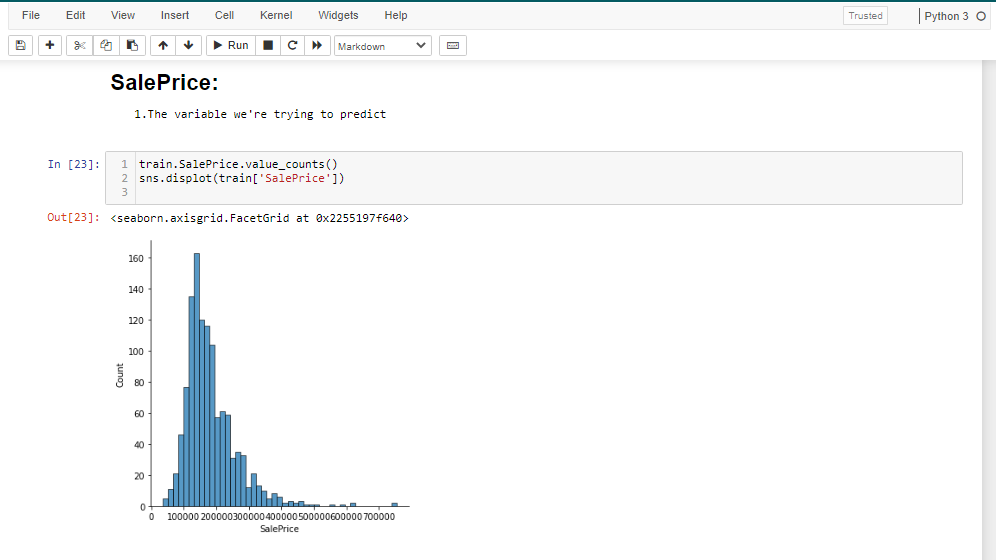 File Edit View Insert Cell Kernel Widgets Help Trusted Python 3
Run Markdown
SalePrice:
1.The variable we're trying to predict
In [23]: 1 train.SalePrice.value_counts()
2 sns.displot(train['SalePrice'])
3
Out[23]: <seaborn.axisgrid.FacetGrid at 0x2255197f640>
160
140
120
100
80
60
40
20
0
Count
0 100000 200000 300000 400000 500000 600000 700000
SalePrice